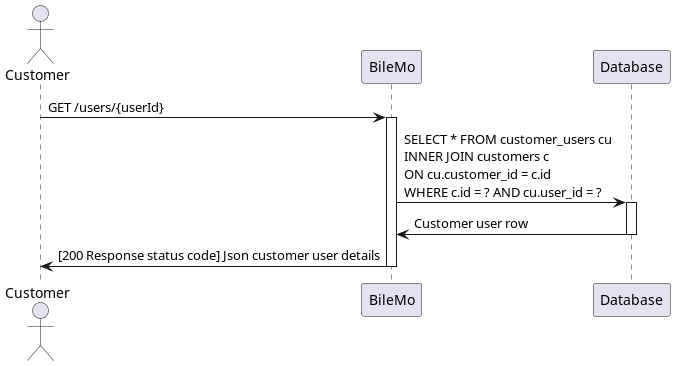 Customer
BileMo
Database
GET /users/{userId}
SELECT * FROM customer_users cu
INNER JOIN customers c
ON cu.customer_id = c.id
WHERE c.id = ? AND cu.user_id = ?
Customer user row
[200 Response status code] Json customer user details
Customer
BileMo
Database